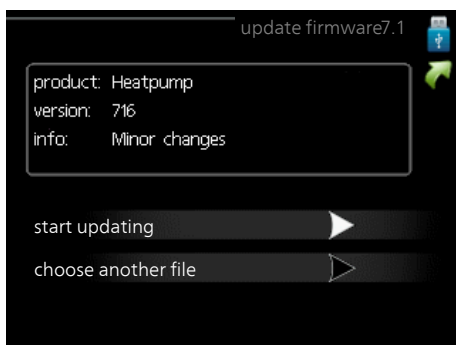 update firmware7.1
product: Heatpump
version: 716
info: Minor changes
start updating
choose another file